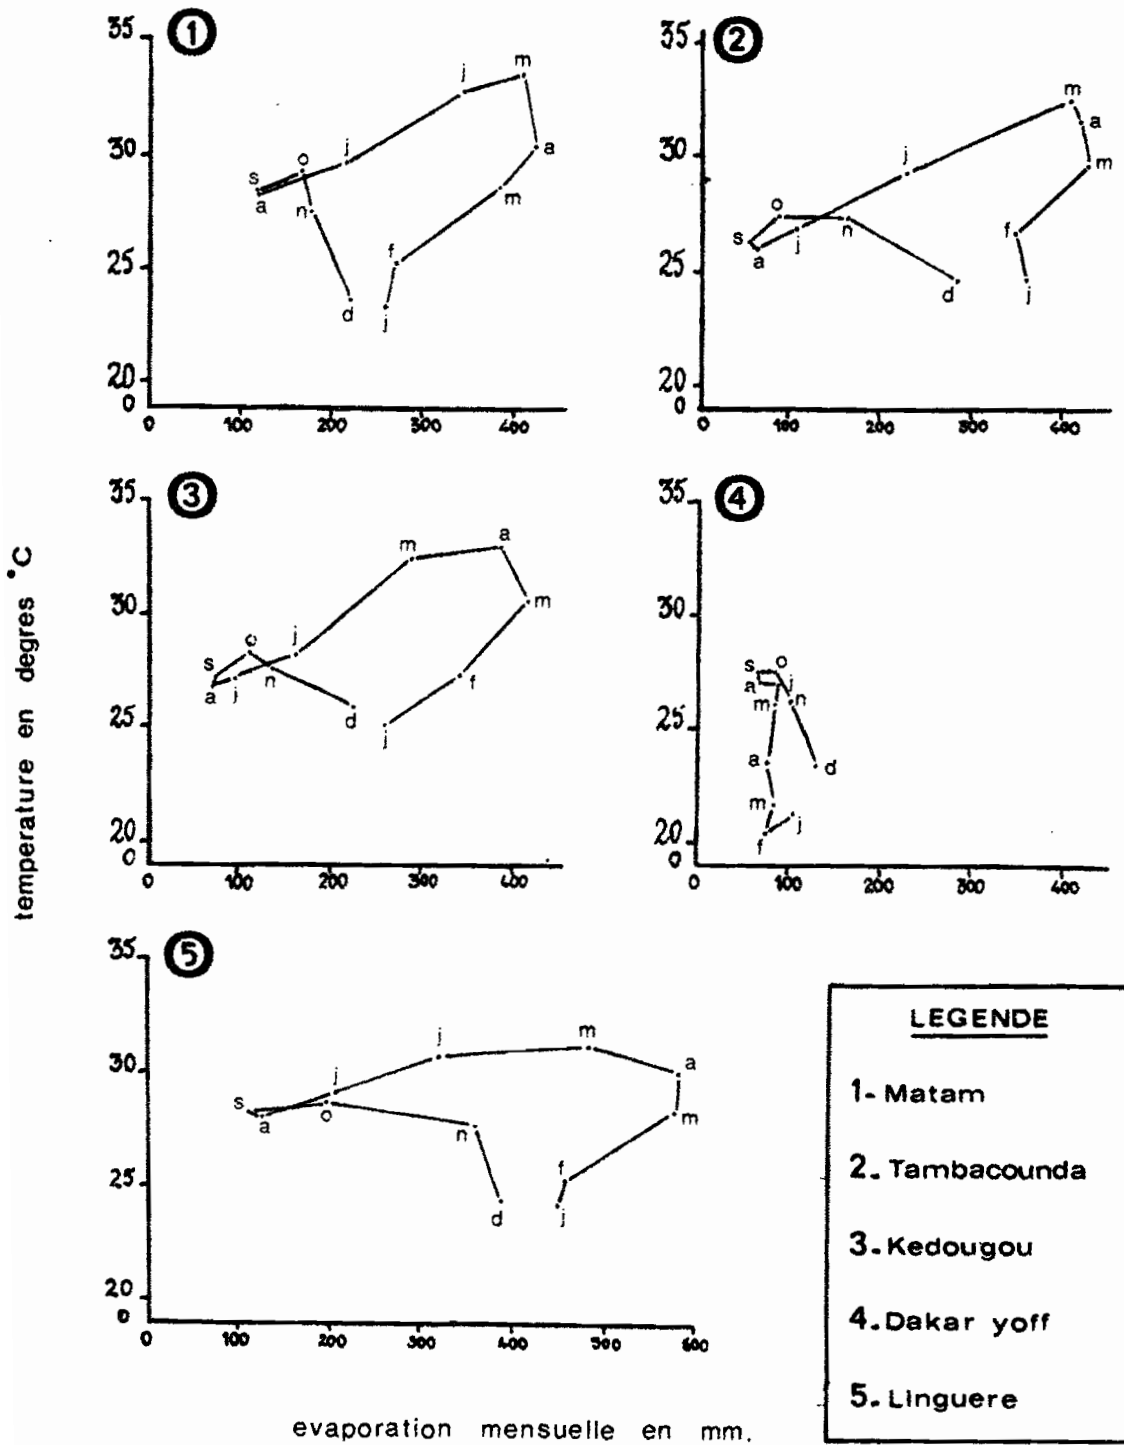 1
35
30
25
20
0
0 100 200 300 400
s a o j n d j m a m f j
2
35
30
25
20
0
0 100 200 300 400
s a o j n j d m a m f j
3
35
30
25
20
0
0 100 200 300 400
s a o j n j d m a m f j
4
35
30
25
20
0
0 100 200 300 400
s o a j m n a d m j f
5
35
30
25
20
0
0 100 200 300 400 500 600
s a j o j n d m a m f j
temperature en degres °C
evaporation mensuelle en mm.
LEGENDE
1- Matam
2. Tambacounda
3. Kedougou
4. Dakar yoff
5. Linguere